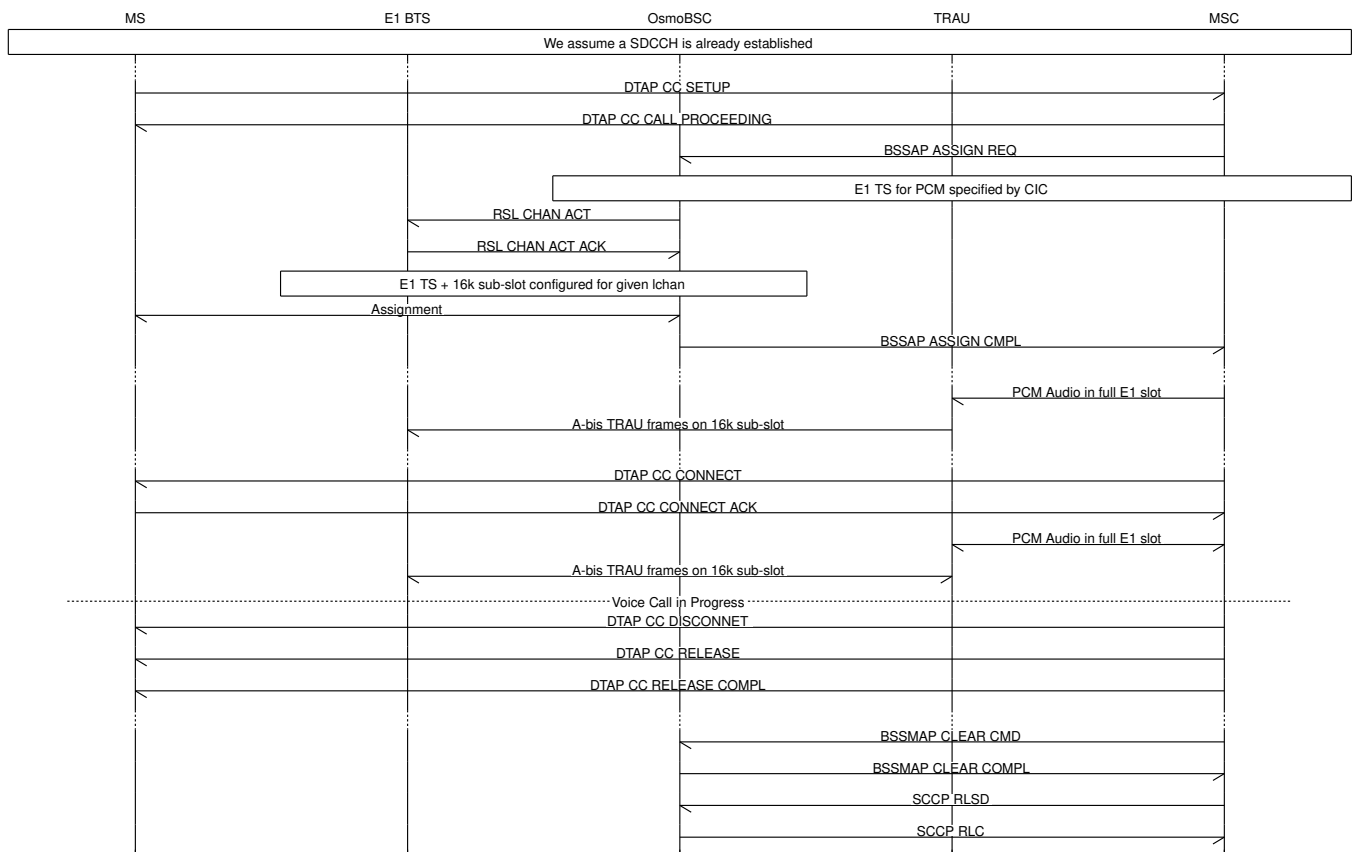 MS E1 BTS OsmoBSC TRAU MSC
We assume a SDCCH is already established
DTAP CC SETUP
DTAP CC CALL PROCEEDING
BSSAP ASSIGN REQ
E1 TS for PCM specified by CIC
RSL CHAN ACT
RSL CHAN ACT ACK
E1 TS + 16k sub-slot configured for given lchan
Assignment
BSSAP ASSIGN CMPL
PCM Audio in full E1 slot
A-bis TRAU frames on 16k sub-slot
DTAP CC CONNECT
DTAP CC CONNECT ACK
PCM Audio in full E1 slot
A-bis TRAU frames on 16k sub-slot
Voice Call in Progress
DTAP CC DISCONNET
DTAP CC RELEASE
DTAP CC RELEASE COMPL
BSSMAP CLEAR CMD
BSSMAP CLEAR COMPL
SCCP RLSD
SCCP RLC